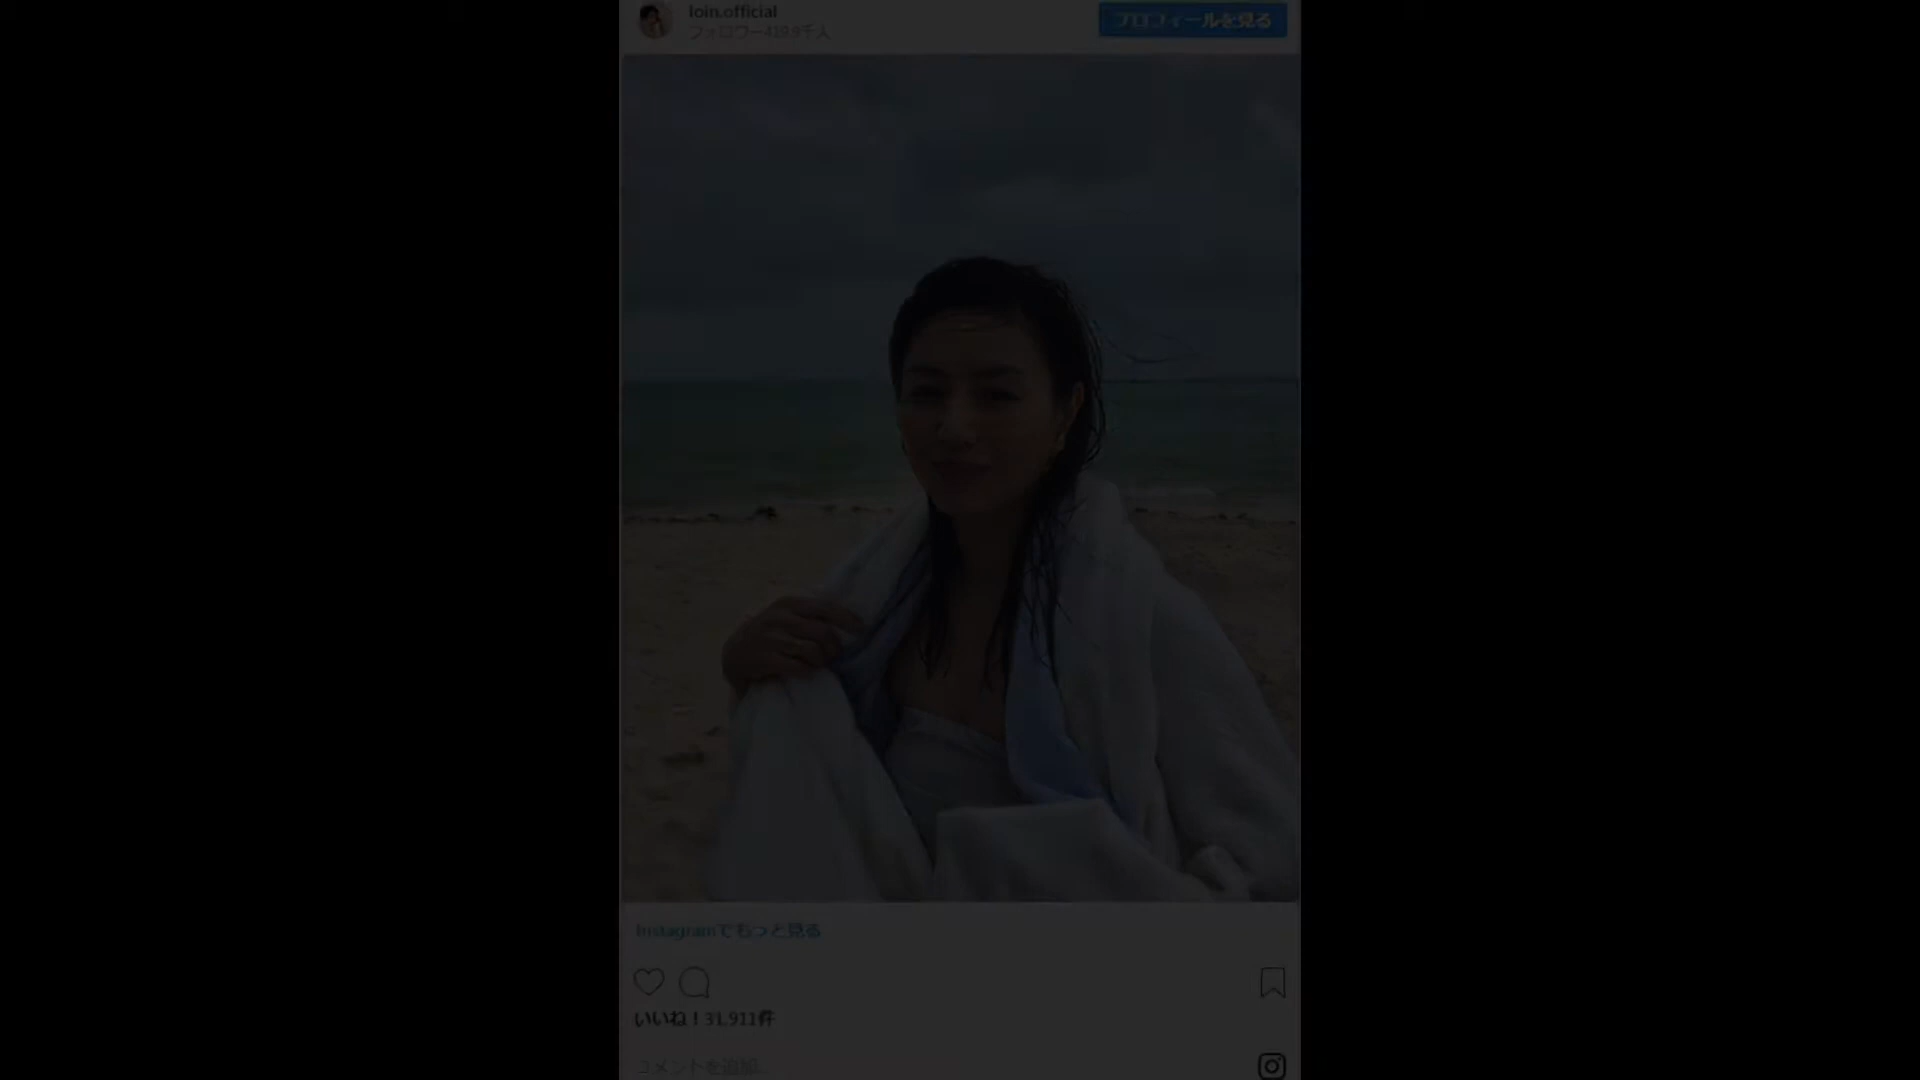 loin.official
フォロワー419.9千人
プロフィールを見る
Instagramでもっと見る
いいね！31,911件
コメントを追加...